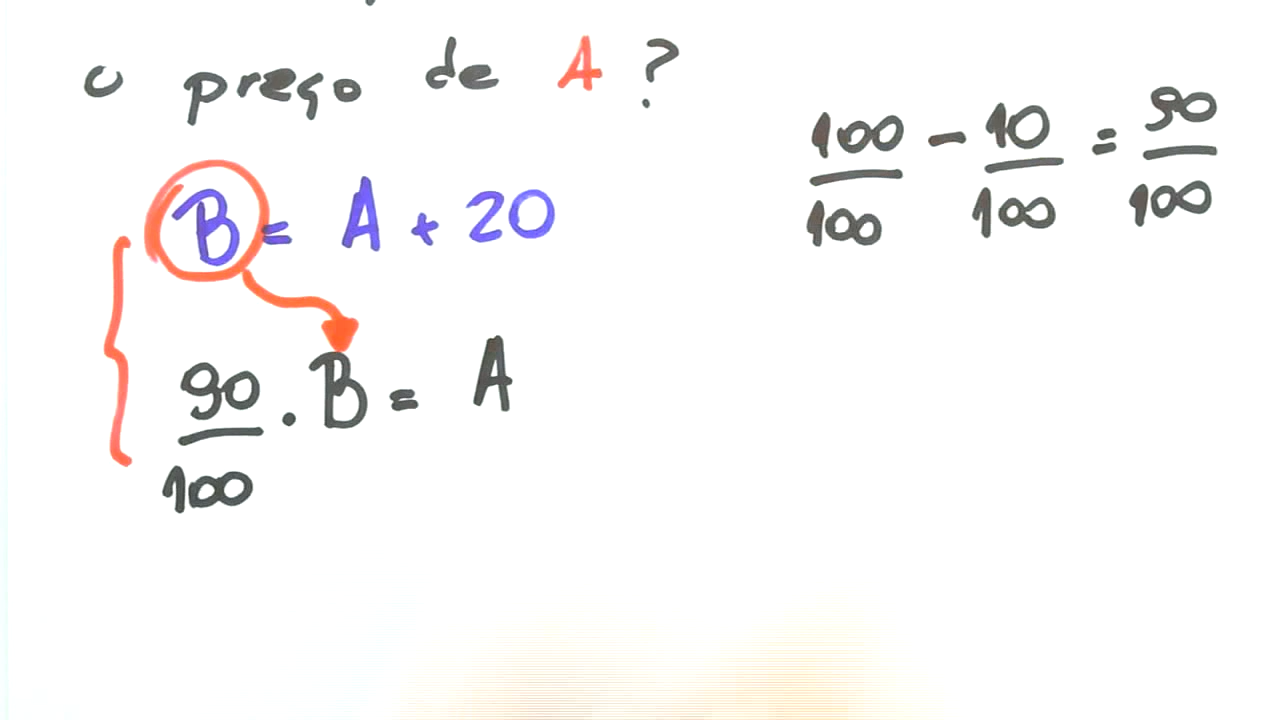 o preço de A ?
100/100 - 10/100 = 90/100
B = A + 20
90/100 . B = A